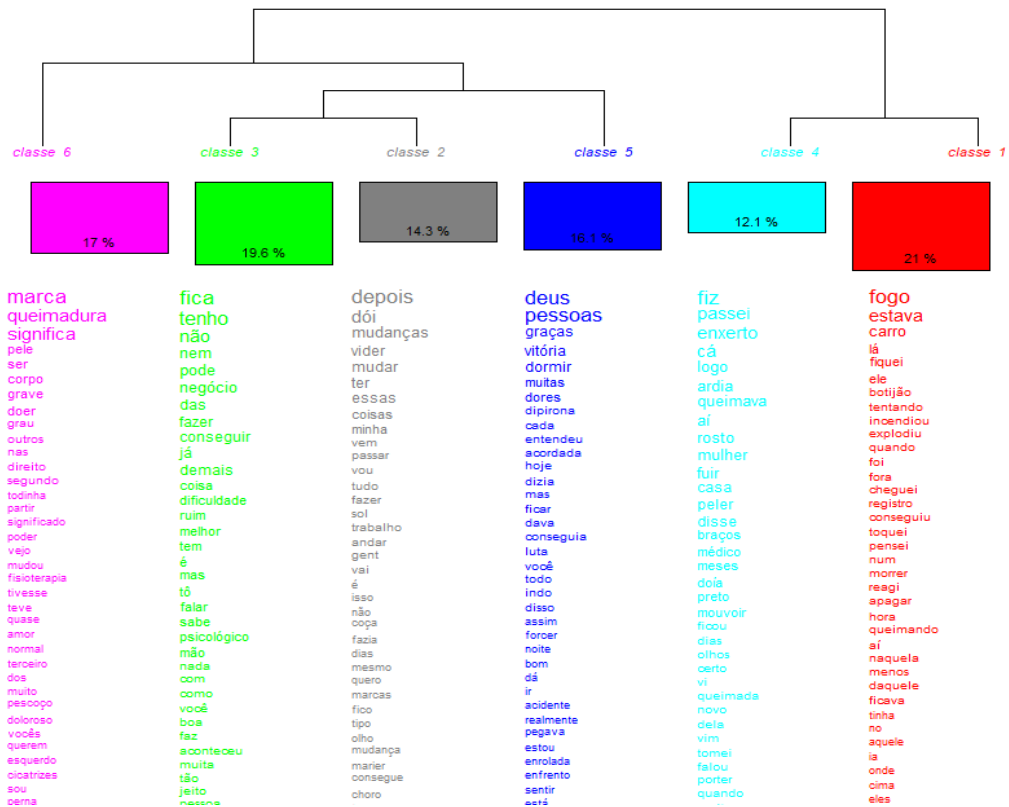 classe 6
classe 3
classe 2
classe 5
classe 4
classe 1
17 %
19.6 %
14.3 %
16.1 %
12.1 %
21 %
marca
queimadura
significa
pele
ser
corpo
grave
doer
grau
outros
nas
direito
segundo
todinha
partir
significado
poder
vejo
mudou
fisioterapia
tivesse
teve
quase
amor
normal
terceiro
dos
muito
pescoço
doloroso
vocês
querem
esquerdo
cicatrizes
sou
perna
fica
tenho
não
nem
pode
negócio
das
fazer
conseguir
já
demais
coisa
dificuldade
ruim
melhor
tem
é
mas
tô
falar
sabe
psicológico
mão
nada
com
como
você
boa
faz
aconteceu
muita
tão
jeito
pessoa
depois
dói
mudanças
vider
mudar
ter
essas
coisas
minha
vem
passar
vou
tudo
fazer
sol
trabalho
andar
gent
vai
é
isso
não
coça
fazia
dias
mesmo
quero
marcas
fico
tipo
olho
mudança
marier
consegue
choro
deus
pessoas
graças
vitória
dormir
muitas
dores
dipirona
cada
entendeu
acordada
hoje
dizia
mas
ficar
dava
conseguia
luta
você
todo
indo
disso
assim
forcer
noite
bom
dá
ir
acidente
realmente
pegava
estou
enrolada
enfrento
sentir
está
fiz
passei
enxerto
cá
logo
ardia
queimava
aí
rosto
mulher
fuir
casa
peler
disse
braços
médico
meses
doía
preto
mouvoir
ficou
dias
olhos
certo
vi
queimada
novo
dela
vim
tomei
falou
porter
quando
fogo
estava
carro
lá
fiquei
ele
botijão
tentando
incendiou
explodiu
quando
foi
fora
cheguei
registro
conseguiu
toquei
pensei
num
morrer
reagi
apagar
hora
queimando
aí
naquela
menos
daquele
ficava
tinha
no
aquele
ia
onde
cima
eles